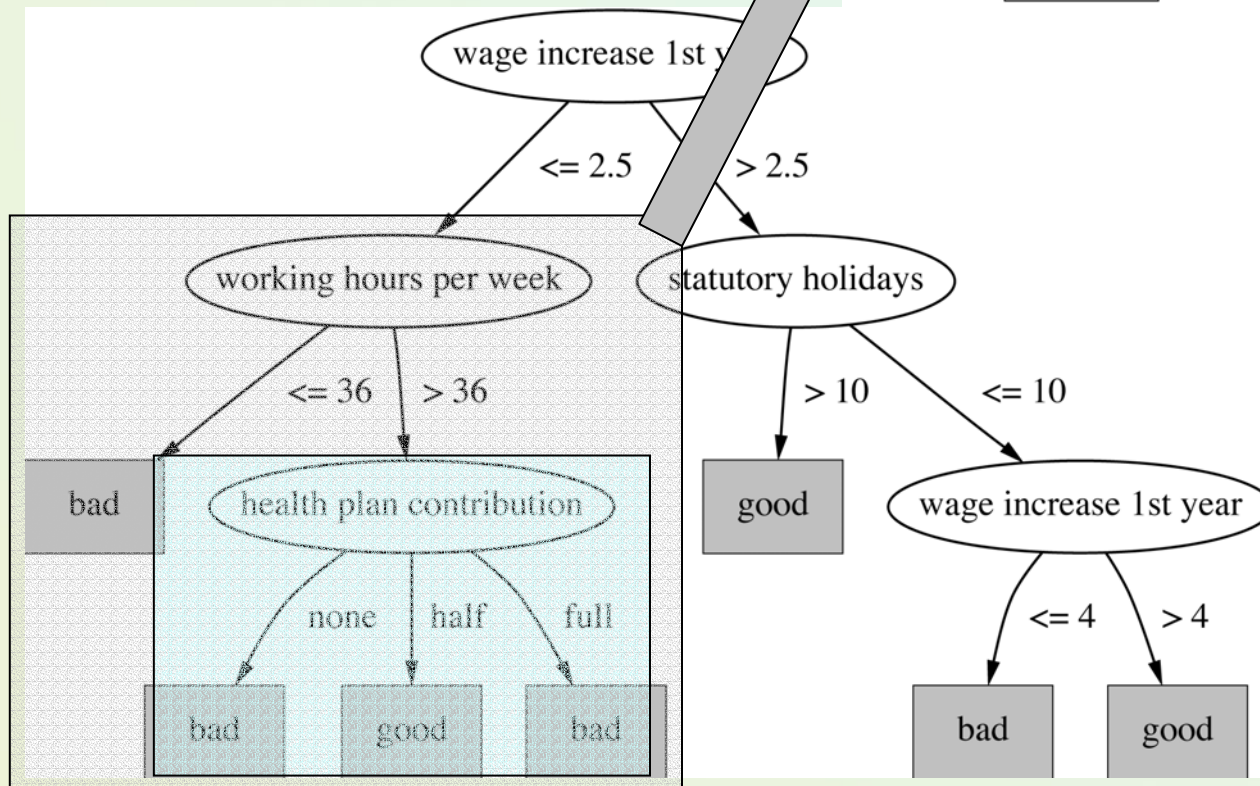 wage increase 1st y
<= 2.5
> 2.5
working hours per week
statutory holidays
<= 36
> 36
> 10
<= 10
bad
health plan contribution
good
wage increase 1st year
none
half
full
<= 4
> 4
bad
good
bad
bad
good